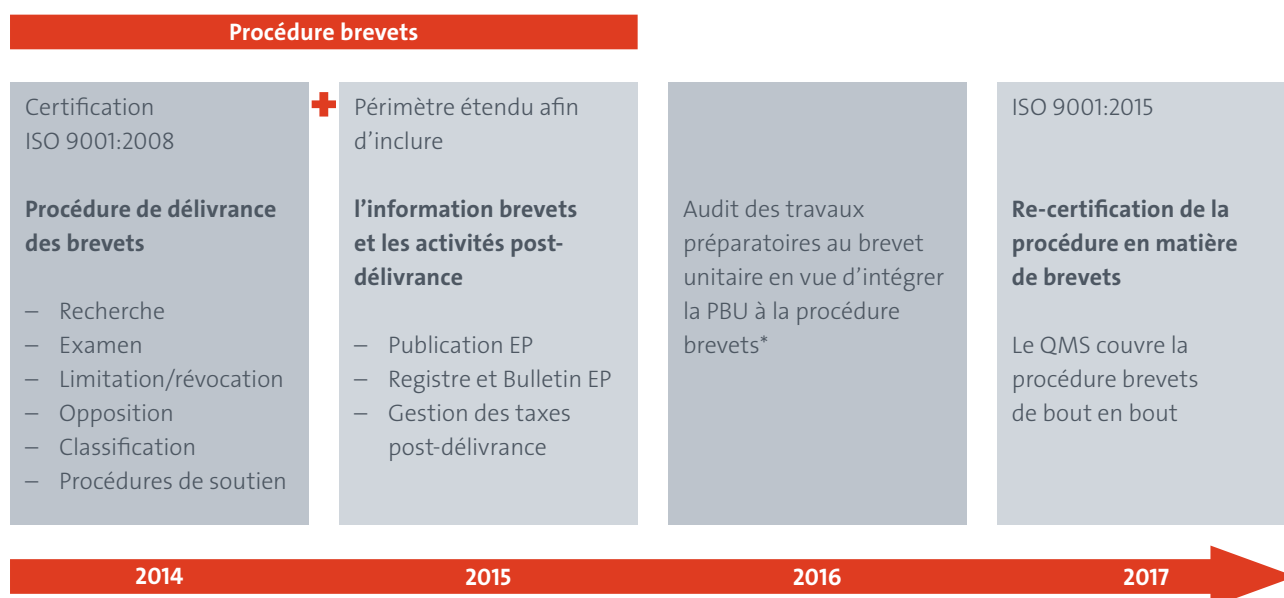 Procédure brevets
Certification
ISO 9001:2008
Procédure de délivrance
des brevets
– Recherche
– Examen
– Limitation/révocation
– Opposition
– Classification
– Procédures de soutien
+
Périmètre étendu afin
d’inclure
l’information brevets
et les activités post-
délivrance
– Publication EP
– Registre et Bulletin EP
– Gestion des taxes
post-délivrance
Audit des travaux
préparatoires au brevet
unitaire en vue d’intégrer
la PBU à la procédure
brevets*
ISO 9001:2015
Re-certification de la
procédure en matière
de brevets
Le QMS couvre la
procédure brevets
de bout en bout
2014
2015
2016
2017